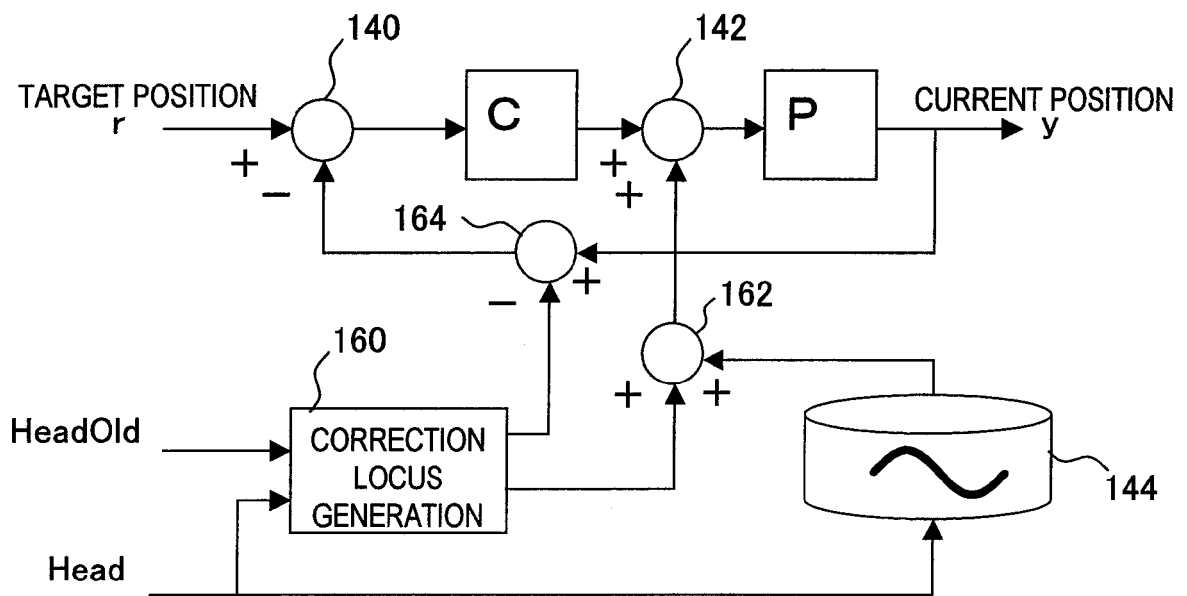 140
142
TARGET POSITION
r
C
P
CURRENT POSITION
y
+
−
+
+
164
−
+
162
160
+
+
HeadOld
CORRECTION
LOCUS
GENERATION
144
Head